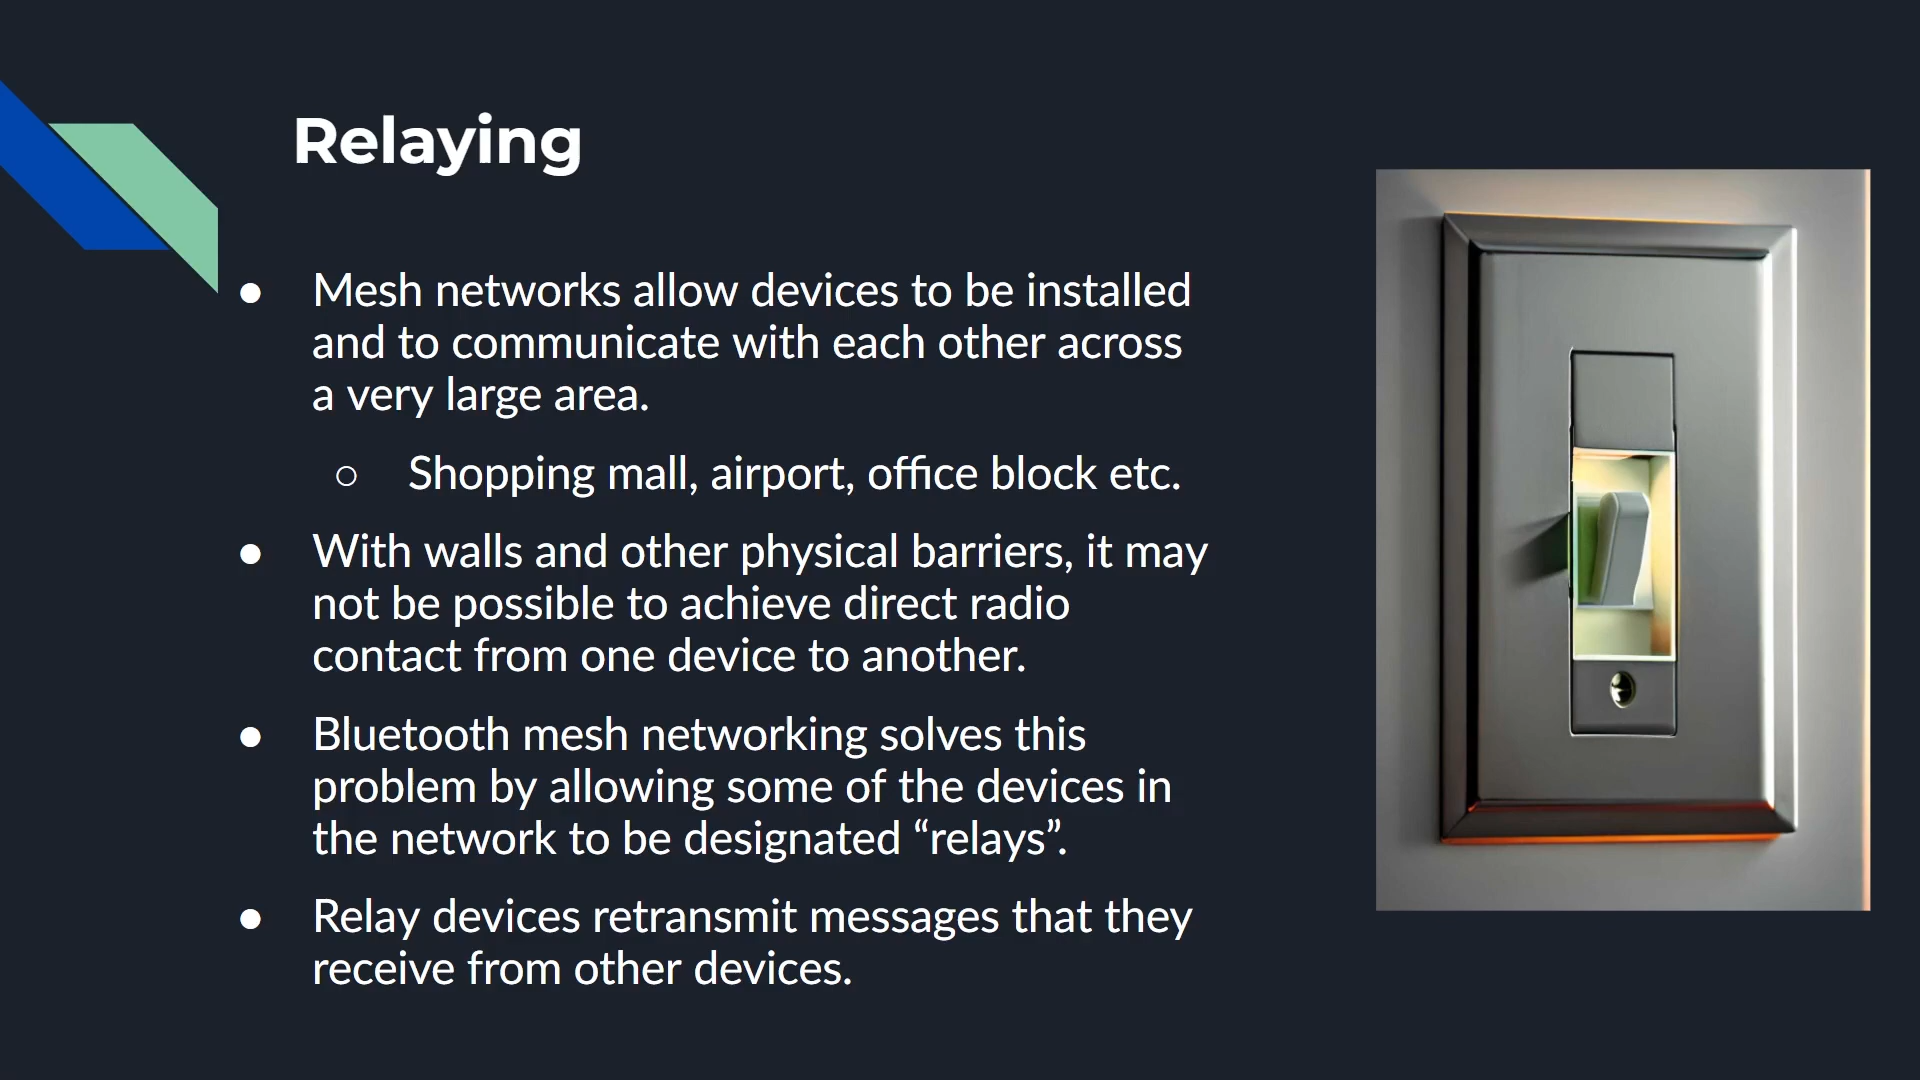 Relaying
● Mesh networks allow devices to be installed
and to communicate with each other across
a very large area.
○ Shopping mall, airport, office block etc.
● With walls and other physical barriers, it may
not be possible to achieve direct radio
contact from one device to another.
● Bluetooth mesh networking solves this
problem by allowing some of the devices in
the network to be designated “relays”.
● Relay devices retransmit messages that they
receive from other devices.